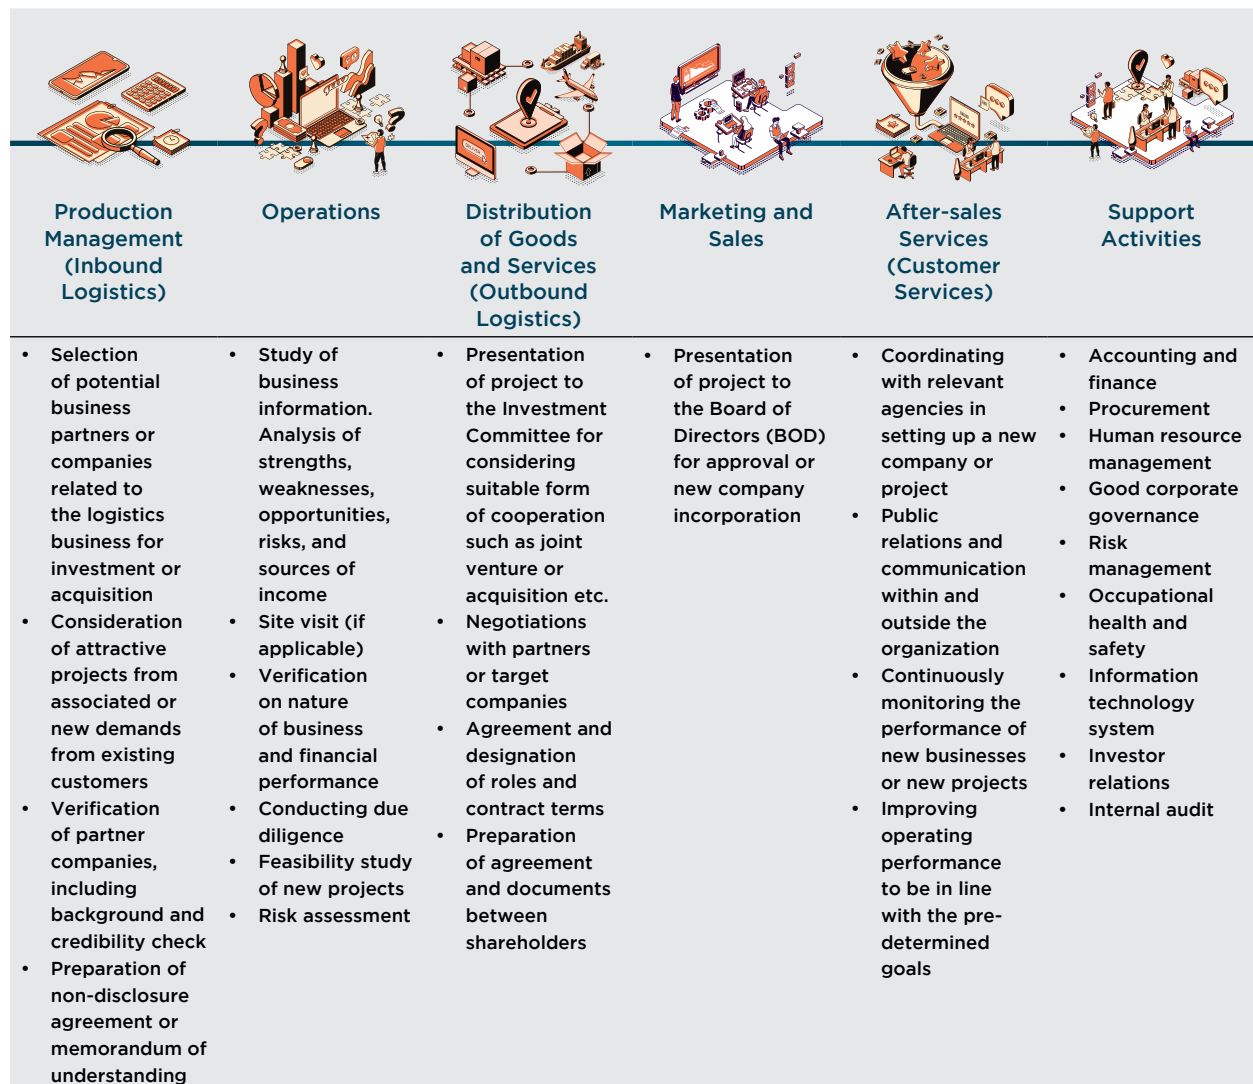 Production
Management
(Inbound
Logistics)
Operations
Distribution
of Goods
and Services
(Outbound
Logistics)
Marketing and
Sales
After-sales
Services
(Customer
Services)
Support
Activities
• Selection
of potential
business
partners or
companies
related to
the logistics
business for
investment or
acquisition
• Consideration
of attractive
projects from
associated or
new demands
from existing
customers
• Verification
of partner
companies,
including
background and
credibility check
• Preparation of
non-disclosure
agreement or
memorandum of
understanding
• Study of
business
information.
Analysis of
strengths,
weaknesses,
opportunities,
risks, and
sources of
income
• Site visit (if
applicable)
• Verification
on nature
of business
and financial
performance
• Conducting due
diligence
• Feasibility study
of new projects
• Risk assessment
• Presentation
of project to
the Investment
Committee for
considering
suitable form
of cooperation
such as joint
venture or
acquisition etc.
• Negotiations
with partners
or target
companies
• Agreement and
designation
of roles and
contract terms
• Preparation
of agreement
and documents
between
shareholders
• Presentation
of project to
the Board of
Directors (BOD)
for approval or
new company
incorporation
• Coordinating
with relevant
agencies in
setting up a new
company or
project
• Public
relations and
communication
within and
outside the
organization
• Continuously
monitoring the
performance of
new businesses
or new projects
• Improving
operating
performance
to be in line
with the pre-
determined
goals
• Accounting and
finance
• Procurement
• Human resource
management
• Good corporate
governance
• Risk
management
• Occupational
health and
safety
• Information
technology
system
• Investor
relations
• Internal audit